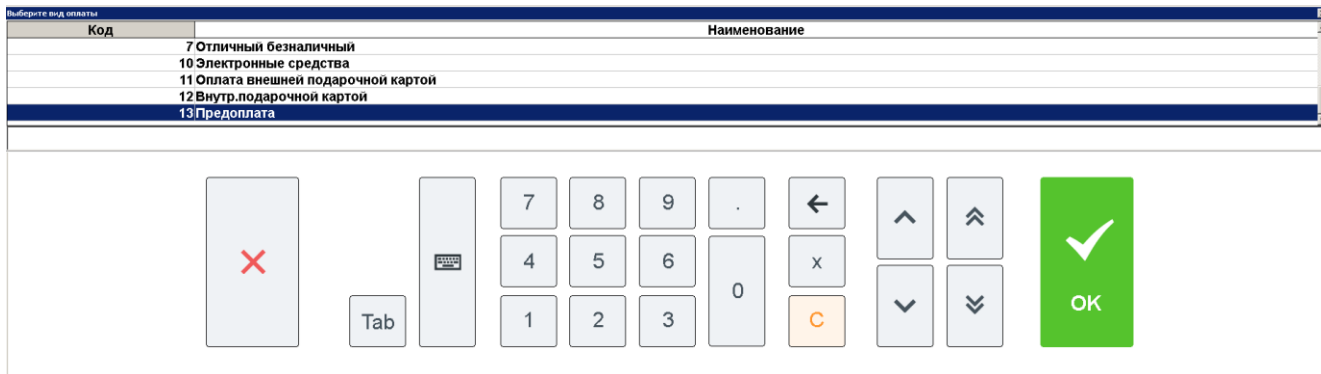 Выберите вид оплаты
Код Наименование
7 Отличный безналичный
10 Электронные средства
11 Оплата внешней подарочной картой
12 Внутр.подарочной картой
13 Предоплата
7 8 9 .
4 5 6 x
0
OK
Tab 1 2 3 C